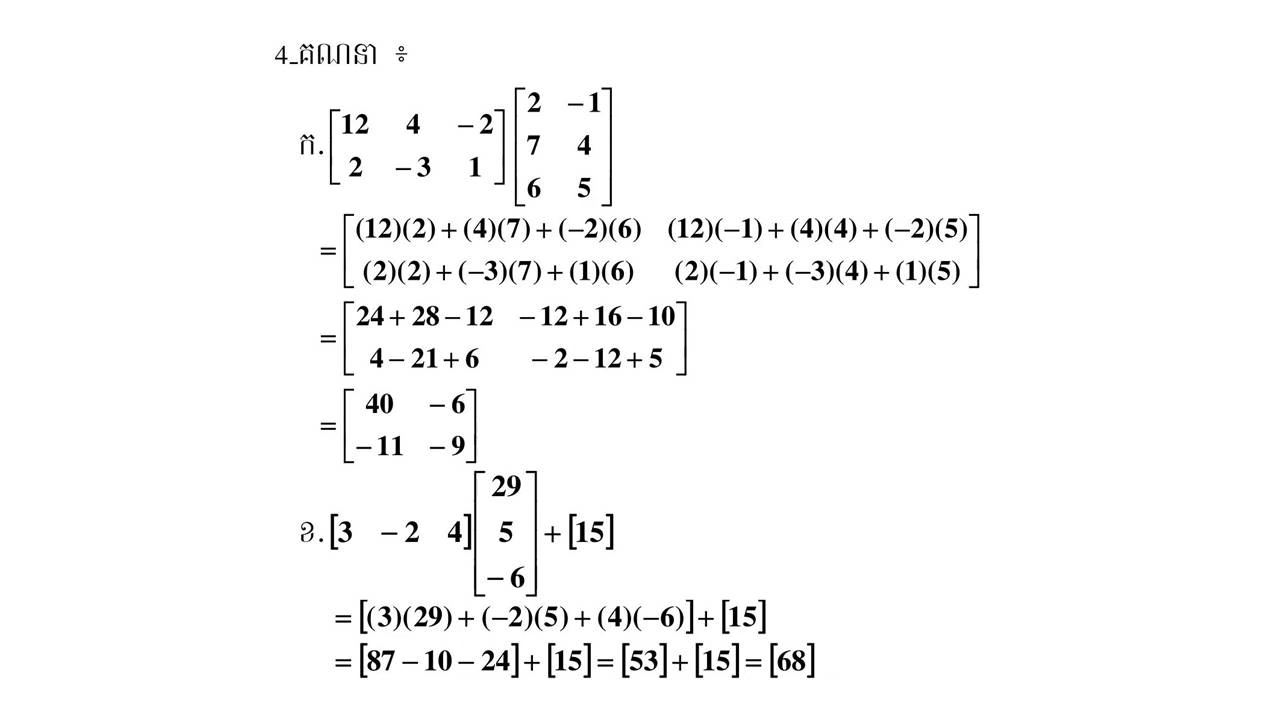 4_គណនា ៖
ក. [12 4 −2; 2 −3 1] [2 −1; 7 4; 6 5]
= [(12)(2)+(4)(7)+(−2)(6) (12)(−1)+(4)(4)+(−2)(5); (2)(2)+(−3)(7)+(1)(6) (2)(−1)+(−3)(4)+(1)(5)]
= [24+28−12 −12+16−10; 4−21+6 −2−12+5]
= [40 −6; −11 −9]
ខ. [3 −2 4] [29; 5; −6] + [15]
= [(3)(29)+(−2)(5)+(4)(−6)]+[15]
= [87−10−24]+[15]=[53]+[15]=[68]